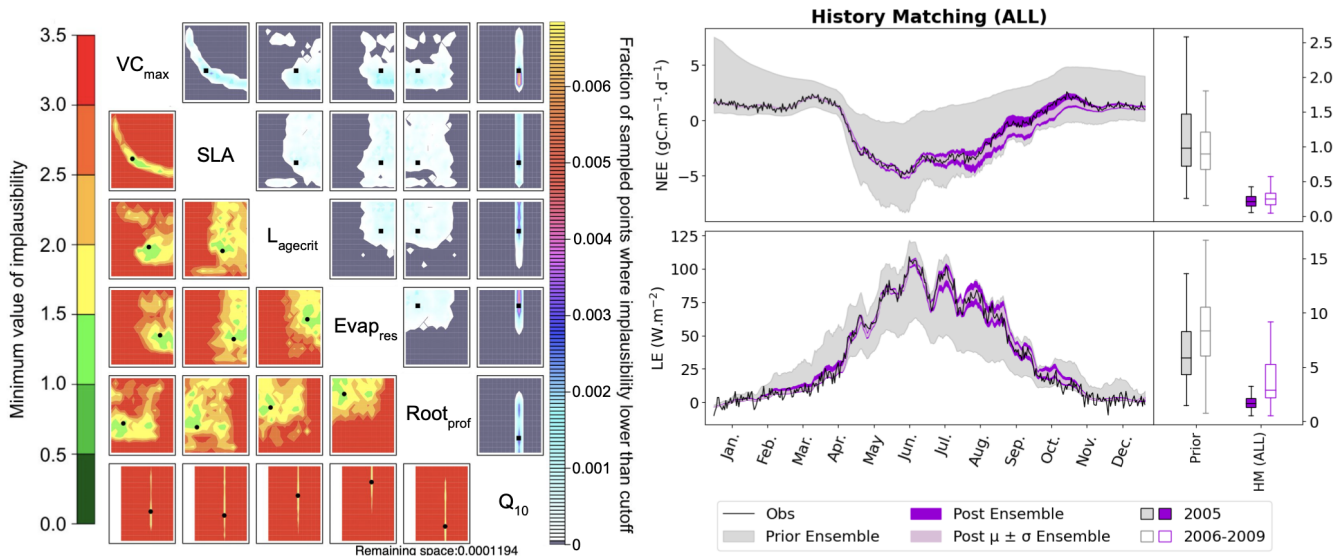 Minimum value of implausibility
3.5
3.0
2.5
2.0
1.5
1.0
0.5
0.0
VCmax
SLA
Lagecrit
Evapres
Rootprof
Q10
Remaining space:0.0001194
0.006
0.005
0.004
0.003
0.002
0.001
0
Fraction of sampled points where implausibility lower than cutoff
History Matching (ALL)
NEE (gC.m⁻¹.d⁻¹)
5
0
−5
2.5
2.0
1.5
1.0
0.5
0.0
LE (W.m⁻²)
125
100
75
50
25
0
15
10
5
0
Jan.
Feb.
Mar.
Apr.
May
Jun.
Jul.
Aug.
Sep.
Oct.
Nov.
Dec.
Prior
HM (ALL)
Obs
Prior Ensemble
Post Ensemble
Post μ ± σ Ensemble
2005
2006-2009